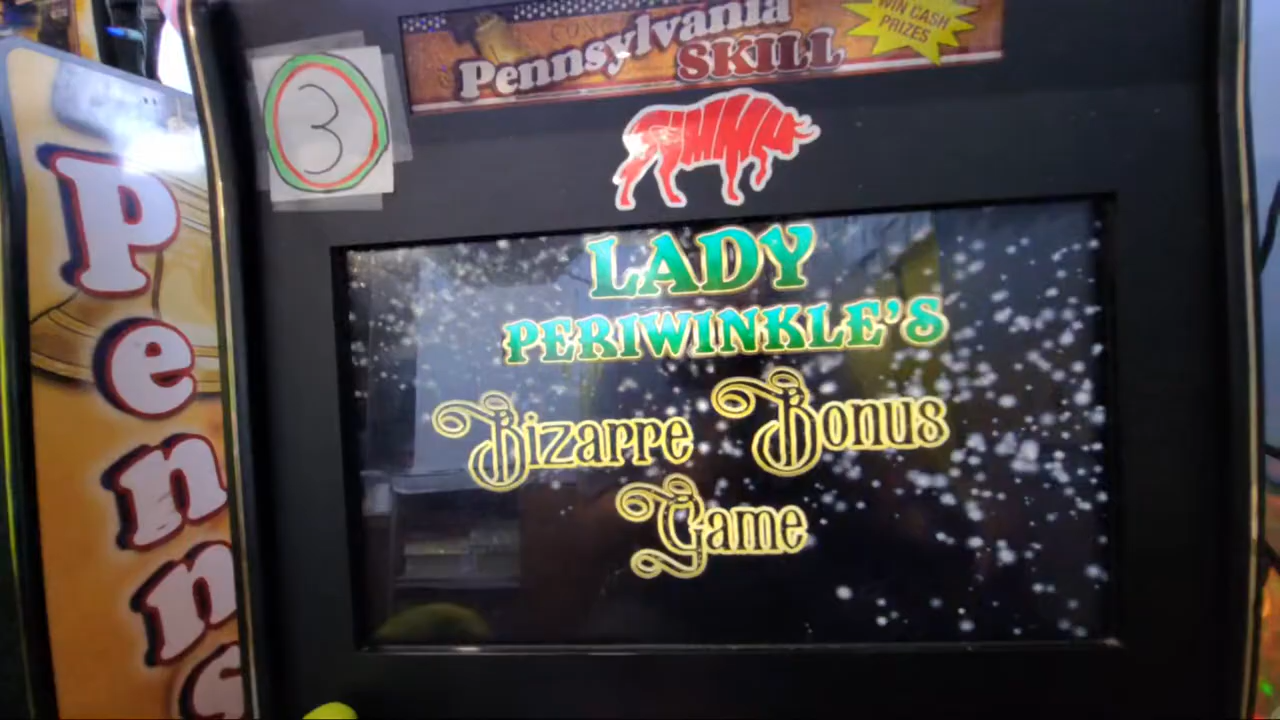 Pennsylvania
SKILL
WIN CASH
PRIZES
3
LADY
PERIWINKLE'S
Bizarre Bonus
Game
Penns